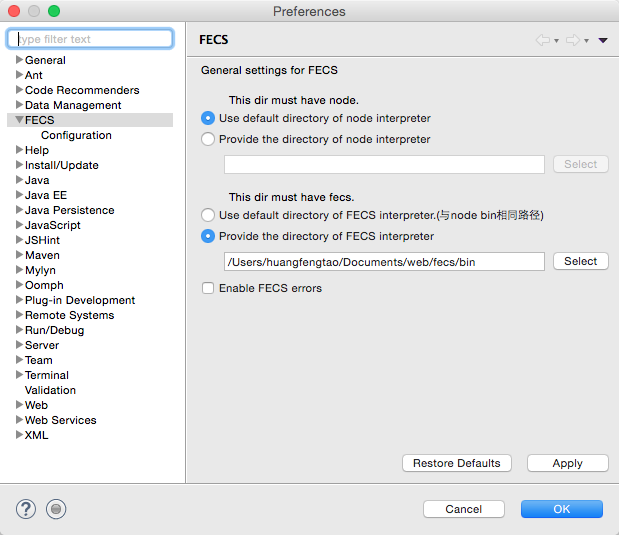 Preferences
type filter text
General
Ant
Code Recommenders
Data Management
FECS
Configuration
Help
Install/Update
Java
Java EE
Java Persistence
JavaScript
JSHint
Maven
Mylyn
Oomph
Plug-in Development
Remote Systems
Run/Debug
Server
Team
Terminal
Validation
Web
Web Services
XML
FECS
General settings for FECS
This dir must have node.
Use default directory of node interpreter
Provide the directory of node interpreter
Select
This dir must have fecs.
Use default directory of FECS interpreter.(与node bin相同路径)
Provide the directory of FECS interpreter
/Users/huangfengtao/Documents/web/fecs/bin
Select
Enable FECS errors
Restore Defaults
Apply
?
Cancel
OK